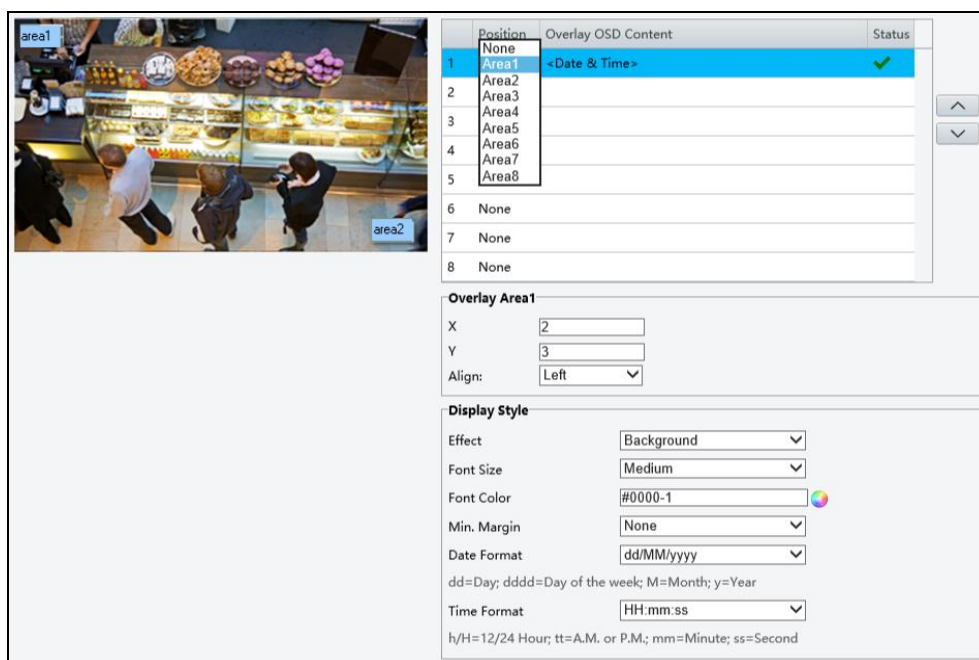 area1
area2
Position Overlay OSD Content Status
None
1 Area1 <Date & Time>
Area2
2
Area3
Area4
3
Area5
4 Area6
Area7
5 Area8
6 None
7 None
8 None
Overlay Area1
X 2
Y 3
Align: Left
Display Style
Effect Background
Font Size Medium
Font Color #0000-1
Min. Margin None
Date Format dd/MM/yyyy
dd=Day; dddd=Day of the week; M=Month; y=Year
Time Format HH:mm:ss
h/H=12/24 Hour; tt=A.M. or P.M.; mm=Minute; ss=Second